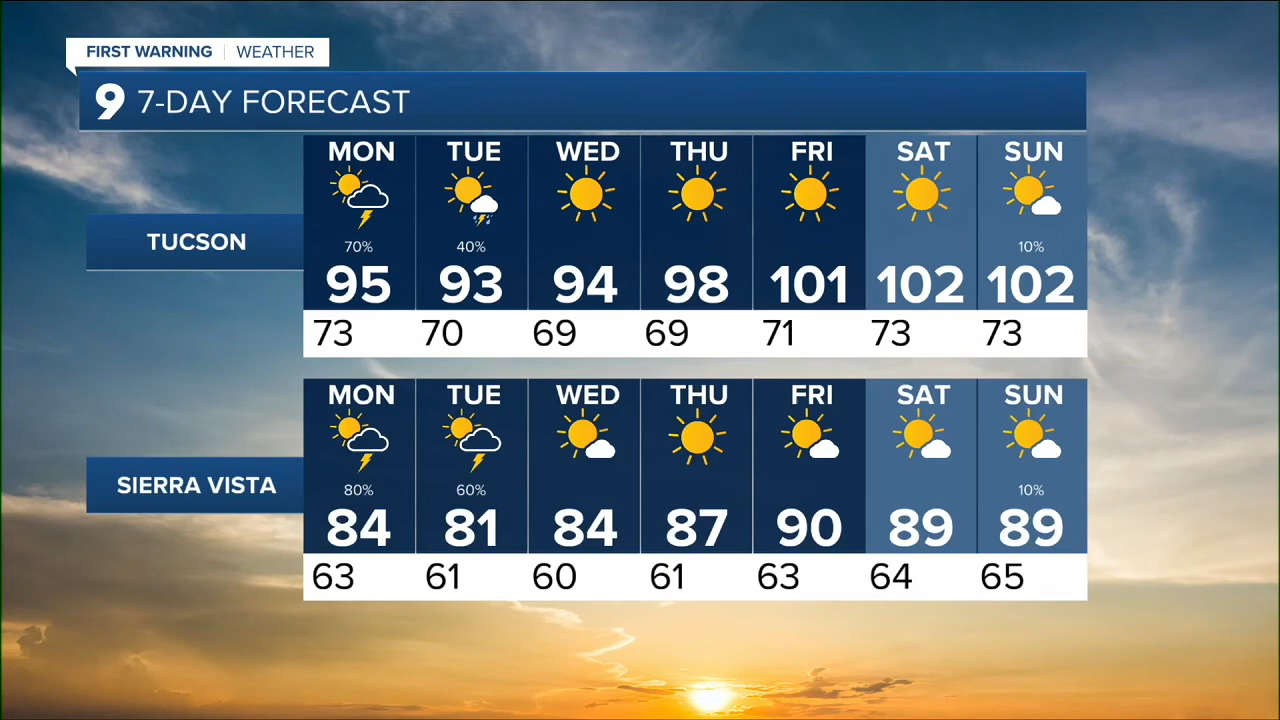 FIRST WARNING | WEATHER
9 7-DAY FORECAST
MON TUE WED THU FRI SAT SUN
TUCSON
70% 40% 10%
95 93 94 98 101 102 102
73 70 69 69 71 73 73
MON TUE WED THU FRI SAT SUN
SIERRA VISTA
80% 60% 10%
84 81 84 87 90 89 89
63 61 60 61 63 64 65